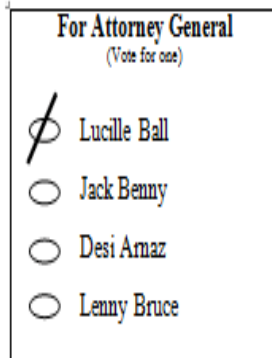 For Attorney General
(Vote for one)
Lucille Ball
Jack Benny
Desi Arnaz
Lenny Bruce